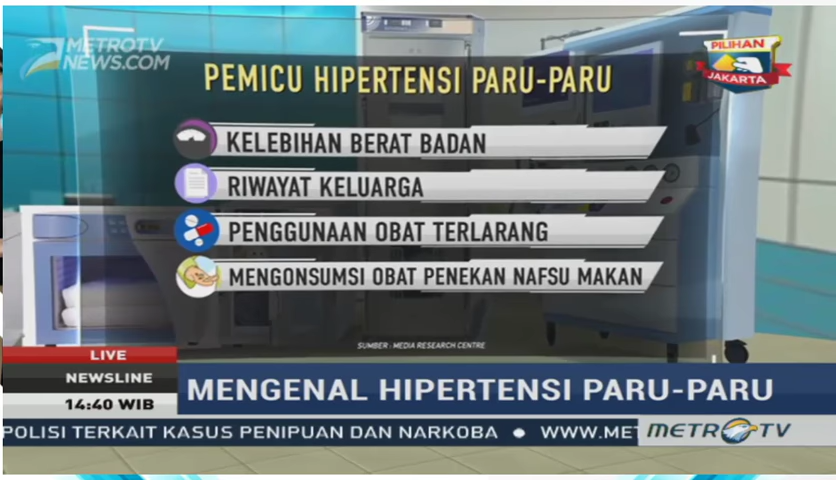 METROTV
NEWS.COM
PILIHAN
JAKARTA
PEMICU HIPERTENSI PARU-PARU
KELEBIHAN BERAT BADAN
RIWAYAT KELUARGA
PENGGUNAAN OBAT TERLARANG
MENGONSUMSI OBAT PENEKAN NAFSU MAKAN
SUMBER : MEDIA RESEARCH CENTRE
LIVE
NEWSLINE
14:40 WIB
MENGENAL HIPERTENSI PARU-PARU
POLISI TERKAIT KASUS PENIPUAN DAN NARKOBA ● WWW.MET
METROTV